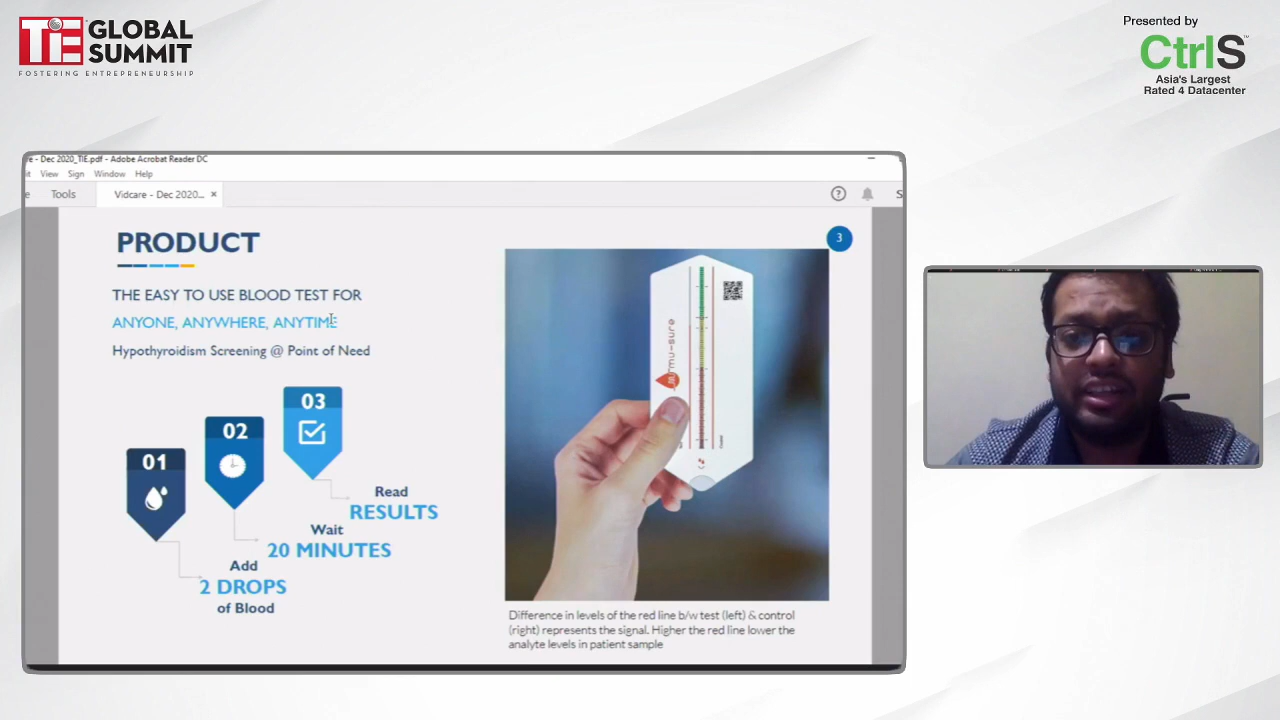 TiE GLOBAL
SUMMIT
FOSTERING ENTREPRENEURSHIP
Presented by
CtrlS
Asia's Largest
Rated 4 Datacenter
- Dec 2020_TIE.pdf - Adobe Acrobat Reader DC
View Sign Window Help
Tools Vidcare - Dec 2020... ×
PRODUCT
3
THE EASY TO USE BLOOD TEST FOR
ANYONE, ANYWHERE, ANYTIME
Hypothyroidism Screening @ Point of Need
01
02
03
Read
RESULTS
Wait
20 MINUTES
Add
2 DROPS
of Blood
Difference in levels of the red line b/w test (left) & control
(right) represents the signal. Higher the red line lower the
analyte levels in patient sample